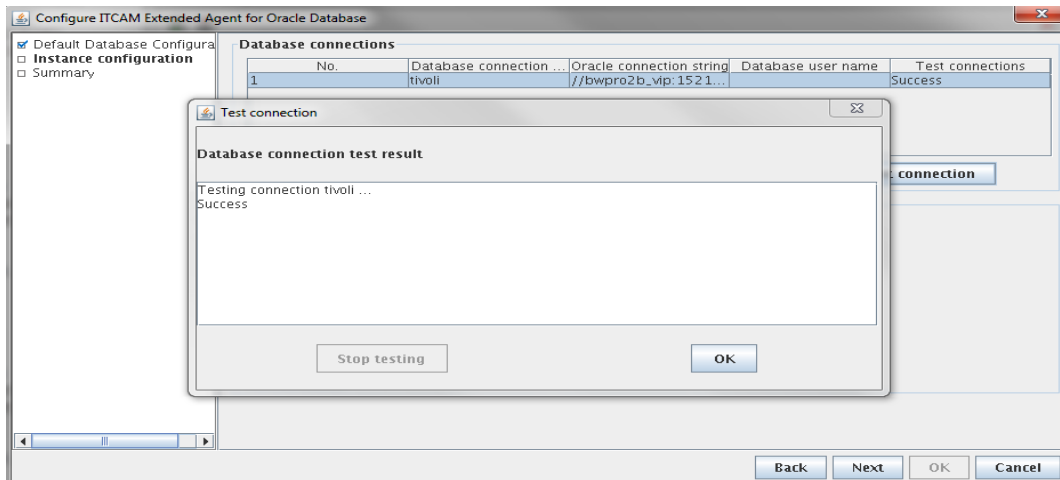 Configure ITCAM Extended Agent for Oracle Database
Default Database Configura
Instance configuration
Summary
Database connections
No. Database connection ... Oracle connection string Database user name Test connections
1 tivoli //bwpro2b_vip:1521... Success
Test connection
Database connection test result
Testing connection tivoli ...
Success
connection
Stop testing OK
Back Next OK Cancel